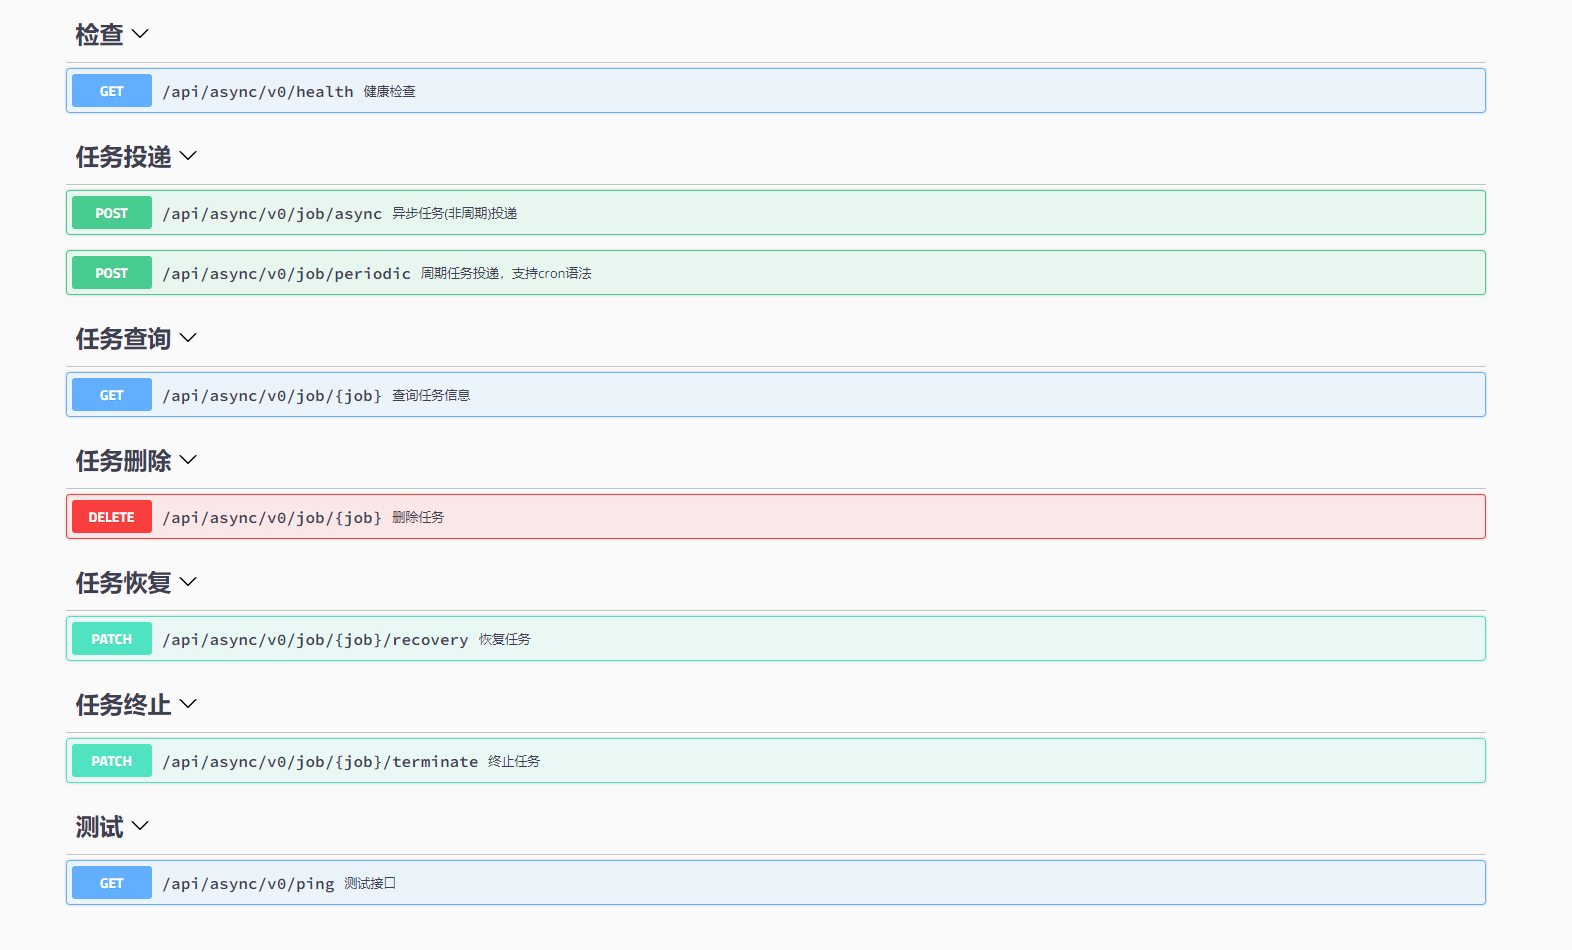 检查
GET /api/async/v0/health 健康检查
任务投递
POST /api/async/v0/job/async 异步任务(非周期)投递
POST /api/async/v0/job/periodic 周期任务投递，支持cron语法
任务查询
GET /api/async/v0/job/{job} 查询任务信息
任务删除
DELETE /api/async/v0/job/{job} 删除任务
任务恢复
PATCH /api/async/v0/job/{job}/recovery 恢复任务
任务终止
PATCH /api/async/v0/job/{job}/terminate 终止任务
测试
GET /api/async/v0/ping 测试接口